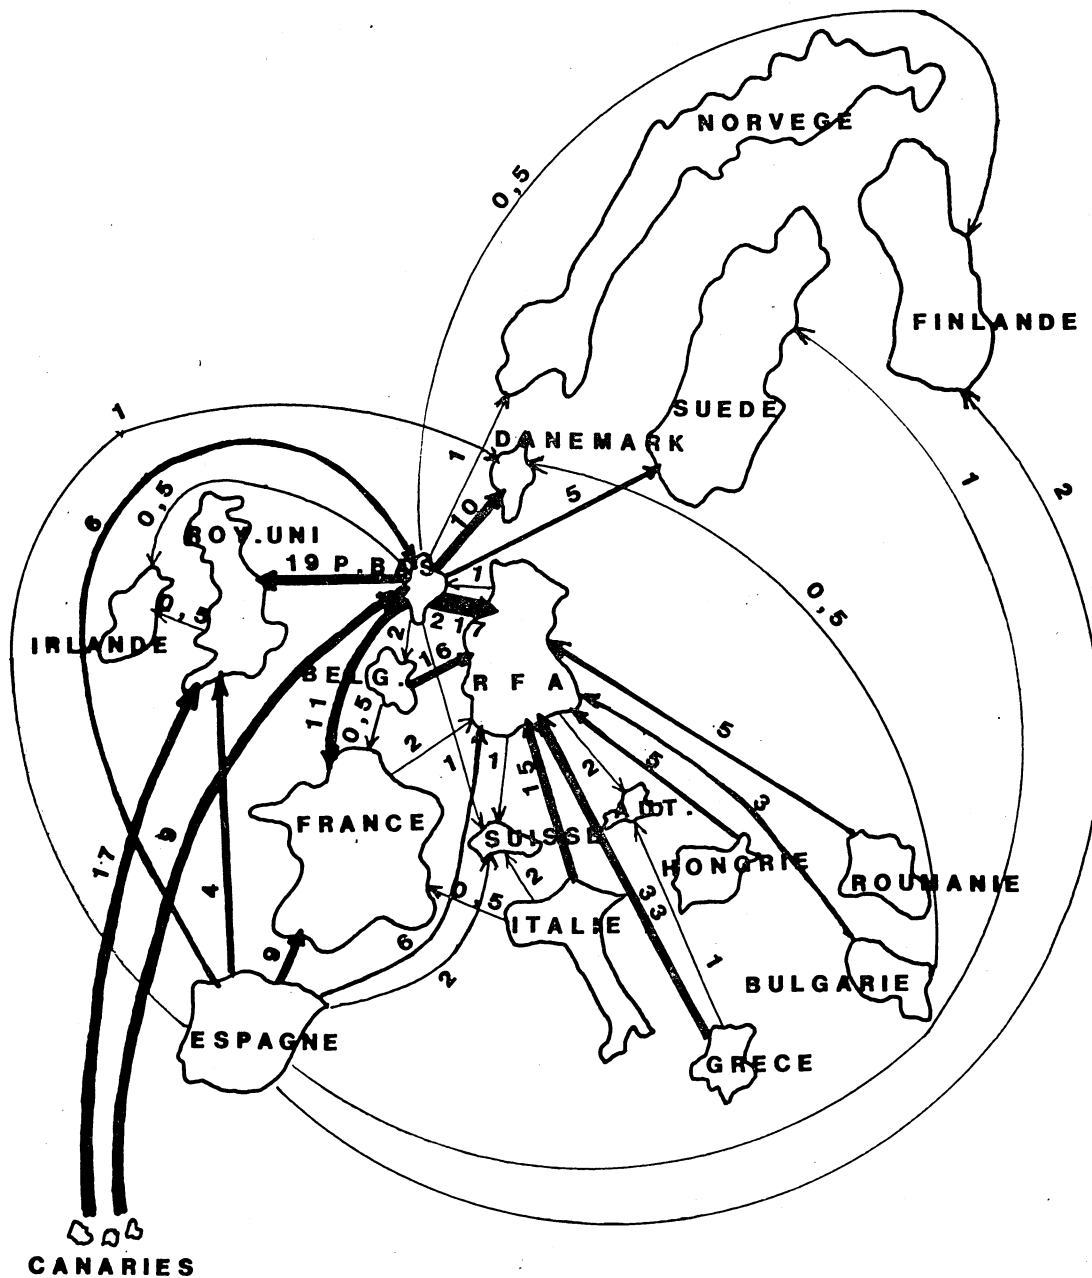 NORVEGE
0,5
FINLANDE
SUEDE
1
DANEMARK
1
5
10
1
2
6
0,5
ROY.UNI
19
P.BAS
1
217
0,5
0,5
IRLANDE
2
16
BELG.
RFA
11
0,5
2
1
1
15
2
5
5
3
FRANCE
SUISSE
AUT.
HONGRIE
ROUMANIE
17
9
4
0,5
2
33
ITALIE
9
6
2
1
BULGARIE
ESPAGNE
GRECE
CANARIES